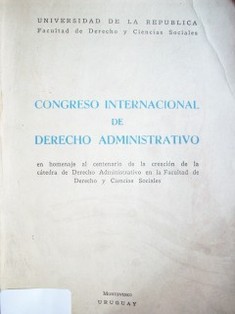 UNIVERSIDAD DE LA REPUBLICA
Facultad de Derecho y Ciencias Sociales
CONGRESO INTERNACIONAL
DE
DERECHO ADMINISTRATIVO
en homenaje al centenario de la creación de la
cátedra de Derecho Administrativo en la Facultad de
Derecho y Ciencias Sociales
Montevideo
URUGUAY